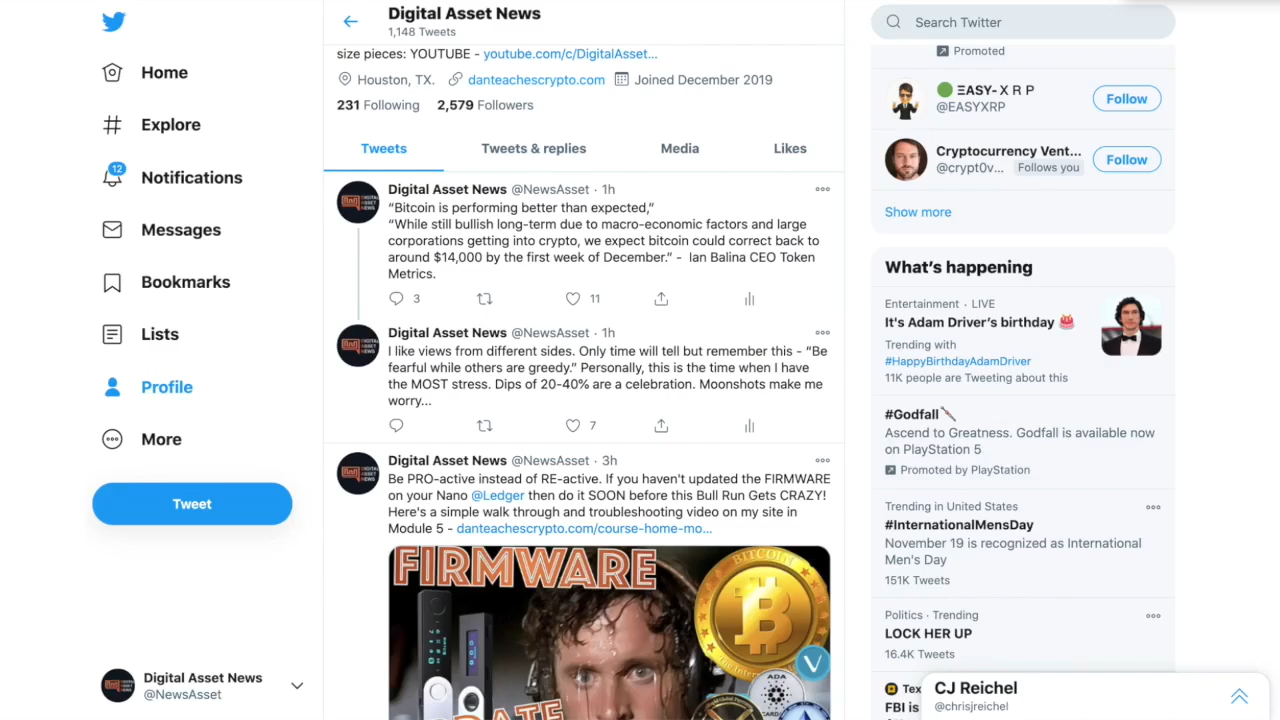 Home
Explore
12
Notifications
Messages
Bookmarks
Lists
Profile
More
Tweet
Digital Asset News
@NewsAsset
Digital Asset News
1,148 Tweets
size pieces: YOUTUBE - youtube.com/c/DigitalAsset…
Houston, TX. danteachescrypto.com Joined December 2019
231 Following 2,579 Followers
Tweets Tweets & replies Media Likes
Digital Asset News @NewsAsset · 1h
“Bitcoin is performing better than expected,”
“While still bullish long-term due to macro-economic factors and large
corporations getting into crypto, we expect bitcoin could correct back to
around $14,000 by the first week of December.” - Ian Balina CEO Token
Metrics.
3 11
Digital Asset News @NewsAsset · 1h
I like views from different sides. Only time will tell but remember this - “Be
fearful while others are greedy.” Personally, this is the time when I have
the MOST stress. Dips of 20-40% are a celebration. Moonshots make me
worry...
7
Digital Asset News @NewsAsset · 3h
Be PRO-active instead of RE-active. If you haven't updated the FIRMWARE
on your Nano @Ledger then do it SOON before this Bull Run Gets CRAZY!
Here's a simple walk through and troubleshooting video on my site in
Module 5 - danteachescrypto.com/course-home-mo…
FIRMWARE
BITCOIN
ADA
Search Twitter
Promoted
ΞASY- X R P
@EASYXRP
Follow
Cryptocurrency Vent...
@crypt0v... Follows you
Follow
Show more
What’s happening
Entertainment · LIVE
It's Adam Driver’s birthday
Trending with
#HappyBirthdayAdamDriver
11K people are Tweeting about this
#Godfall
Ascend to Greatness. Godfall is available now
on PlayStation 5
Promoted by PlayStation
Trending in United States
#InternationalMensDay
November 19 is recognized as International
Men's Day
151K Tweets
Politics · Trending
LOCK HER UP
16.4K Tweets
FBI is
CJ Reichel
@chrisjreichel